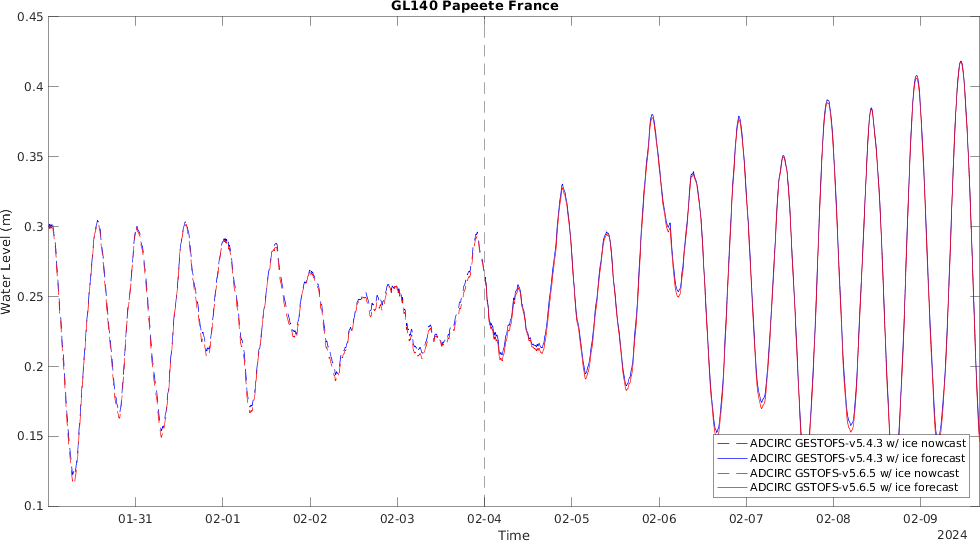 GL140 Papeete France
0.45
0.4
0.35
0.3
0.25
0.2
0.15
0.1
Water Level (m)
01-31
02-01
02-02
02-03
02-04
02-05
02-06
02-07
02-08
02-09
Time
2024
ADCIRC GESTOFS-v5.4.3 w/ ice nowcast
ADCIRC GESTOFS-v5.4.3 w/ ice forecast
ADCIRC GSTOFS-v5.6.5 w/ ice nowcast
ADCIRC GSTOFS-v5.6.5 w/ ice forecast